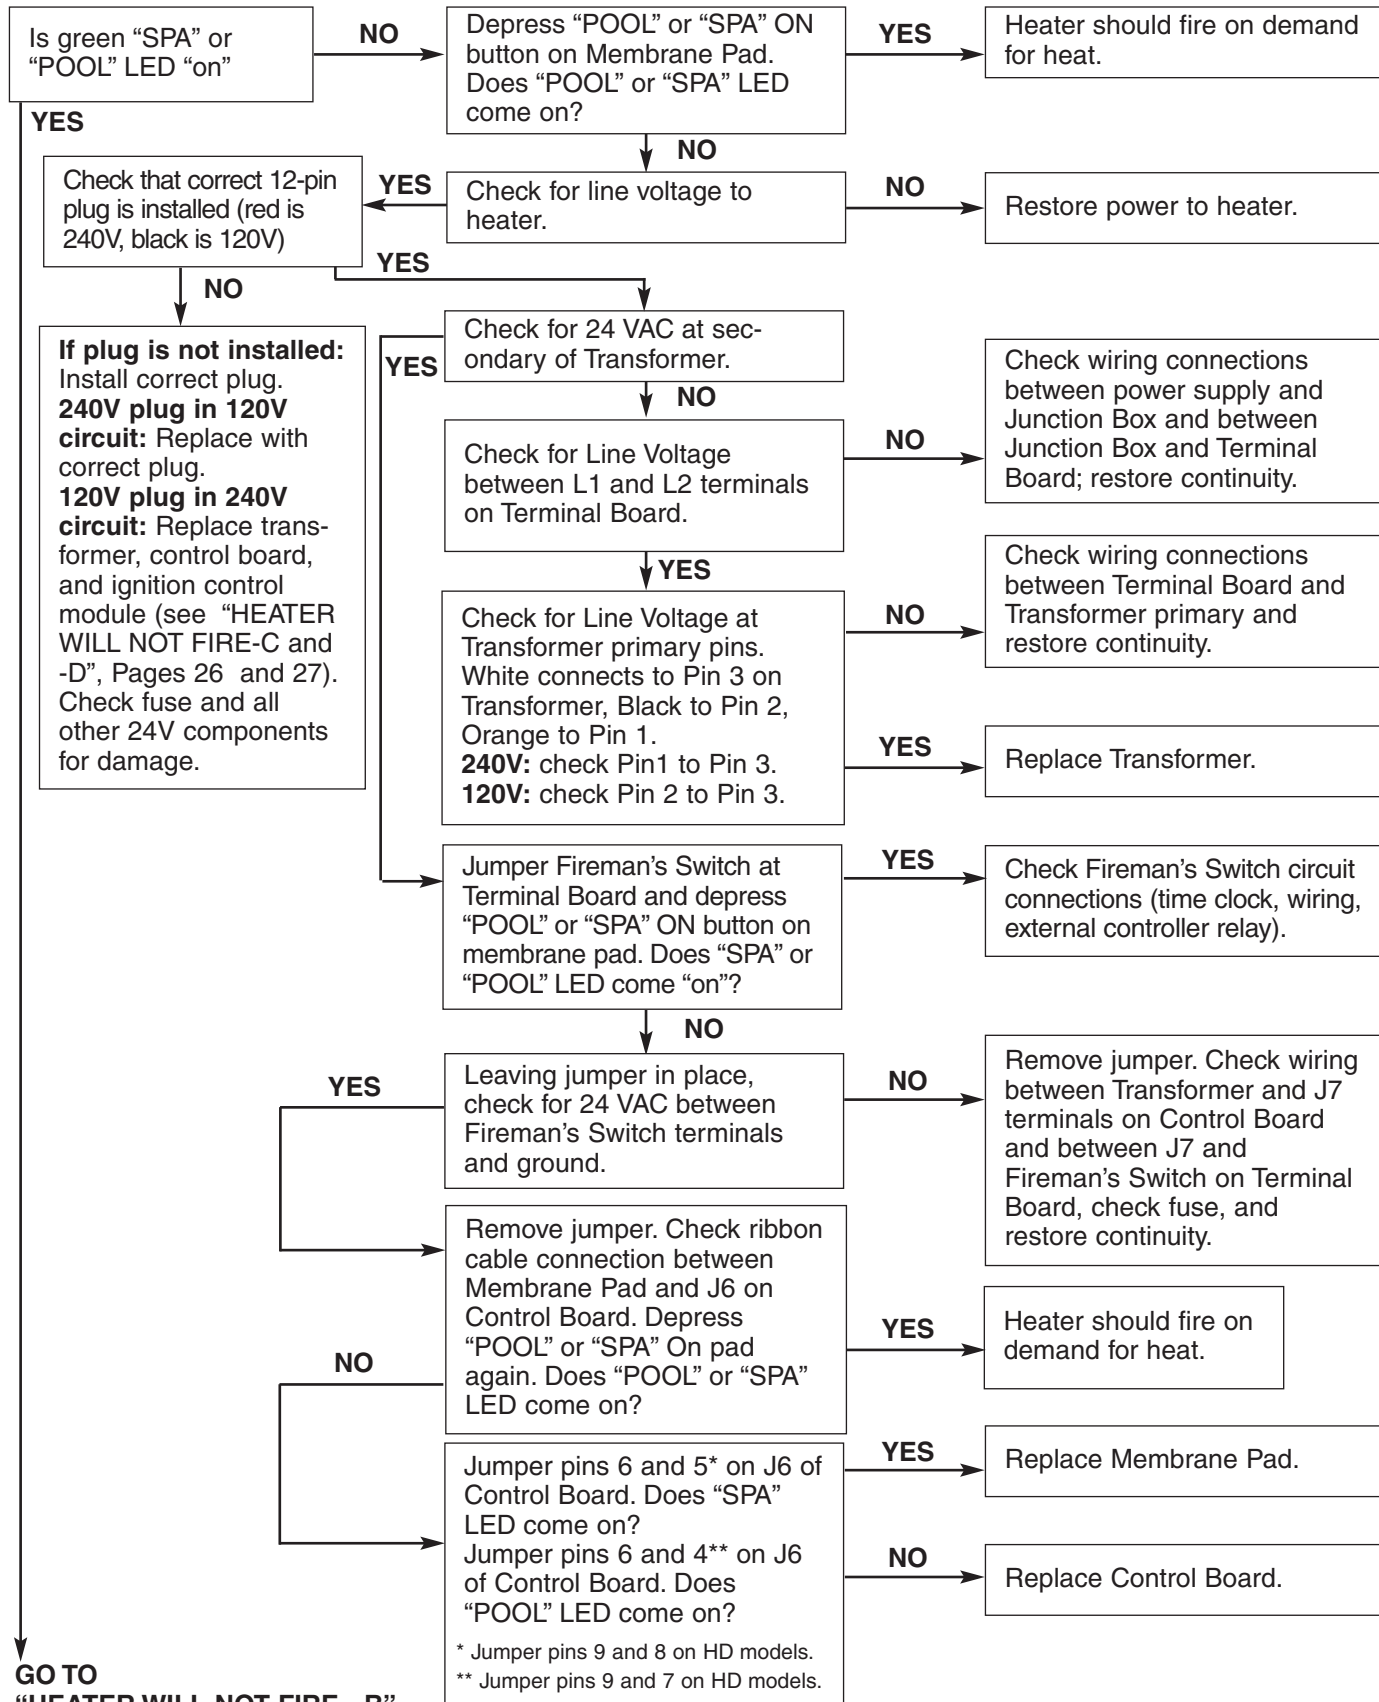 Is green “SPA” or
“POOL” LED “on”
NO
Depress “POOL” or “SPA” ON
button on Membrane Pad.
Does “POOL” or “SPA” LED
come on?
YES
Heater should fire on demand
for heat.
YES
NO
Check that correct 12-pin
plug is installed (red is
240V, black is 120V)
YES
Check for line voltage to
heater.
NO
Restore power to heater.
YES
NO
If plug is not installed:
Install correct plug.
240V plug in 120V
circuit: Replace with
correct plug.
120V plug in 240V
circuit: Replace trans-
former, control board,
and ignition control
module (see “HEATER
WILL NOT FIRE-C and
-D”, Pages 26 and 27).
Check fuse and all
other 24V components
for damage.
YES
Check for 24 VAC at sec-
ondary of Transformer.
NO
Check for Line Voltage
between L1 and L2 terminals
on Terminal Board.
NO
Check wiring connections
between power supply and
Junction Box and between
Junction Box and Terminal
Board; restore continuity.
YES
Check for Line Voltage at
Transformer primary pins.
White connects to Pin 3 on
Transformer, Black to Pin 2,
Orange to Pin 1.
240V: check Pin1 to Pin 3.
120V: check Pin 2 to Pin 3.
NO
Check wiring connections
between Terminal Board and
Transformer primary and
restore continuity.
YES
Replace Transformer.
Jumper Fireman’s Switch at
Terminal Board and depress
“POOL” or “SPA” ON button on
membrane pad. Does “SPA” or
“POOL” LED come “on”?
YES
Check Fireman’s Switch circuit
connections (time clock, wiring,
external controller relay).
NO
YES
Leaving jumper in place,
check for 24 VAC between
Fireman’s Switch terminals
and ground.
NO
Remove jumper. Check wiring
between Transformer and J7
terminals on Control Board
and between J7 and
Fireman’s Switch on Terminal
Board, check fuse, and
restore continuity.
Remove jumper. Check ribbon
cable connection between
Membrane Pad and J6 on
Control Board. Depress
“POOL” or “SPA” On pad
again. Does “POOL” or “SPA”
LED come on?
YES
Heater should fire on
demand for heat.
NO
Jumper pins 6 and 5* on J6 of
Control Board. Does “SPA”
LED come on?
Jumper pins 6 and 4** on J6
of Control Board. Does
“POOL” LED come on?
* Jumper pins 9 and 8 on HD models.
** Jumper pins 9 and 7 on HD models.
YES
Replace Membrane Pad.
NO
Replace Control Board.
GO TO
“HEATER WILL NOT FIRE - B”